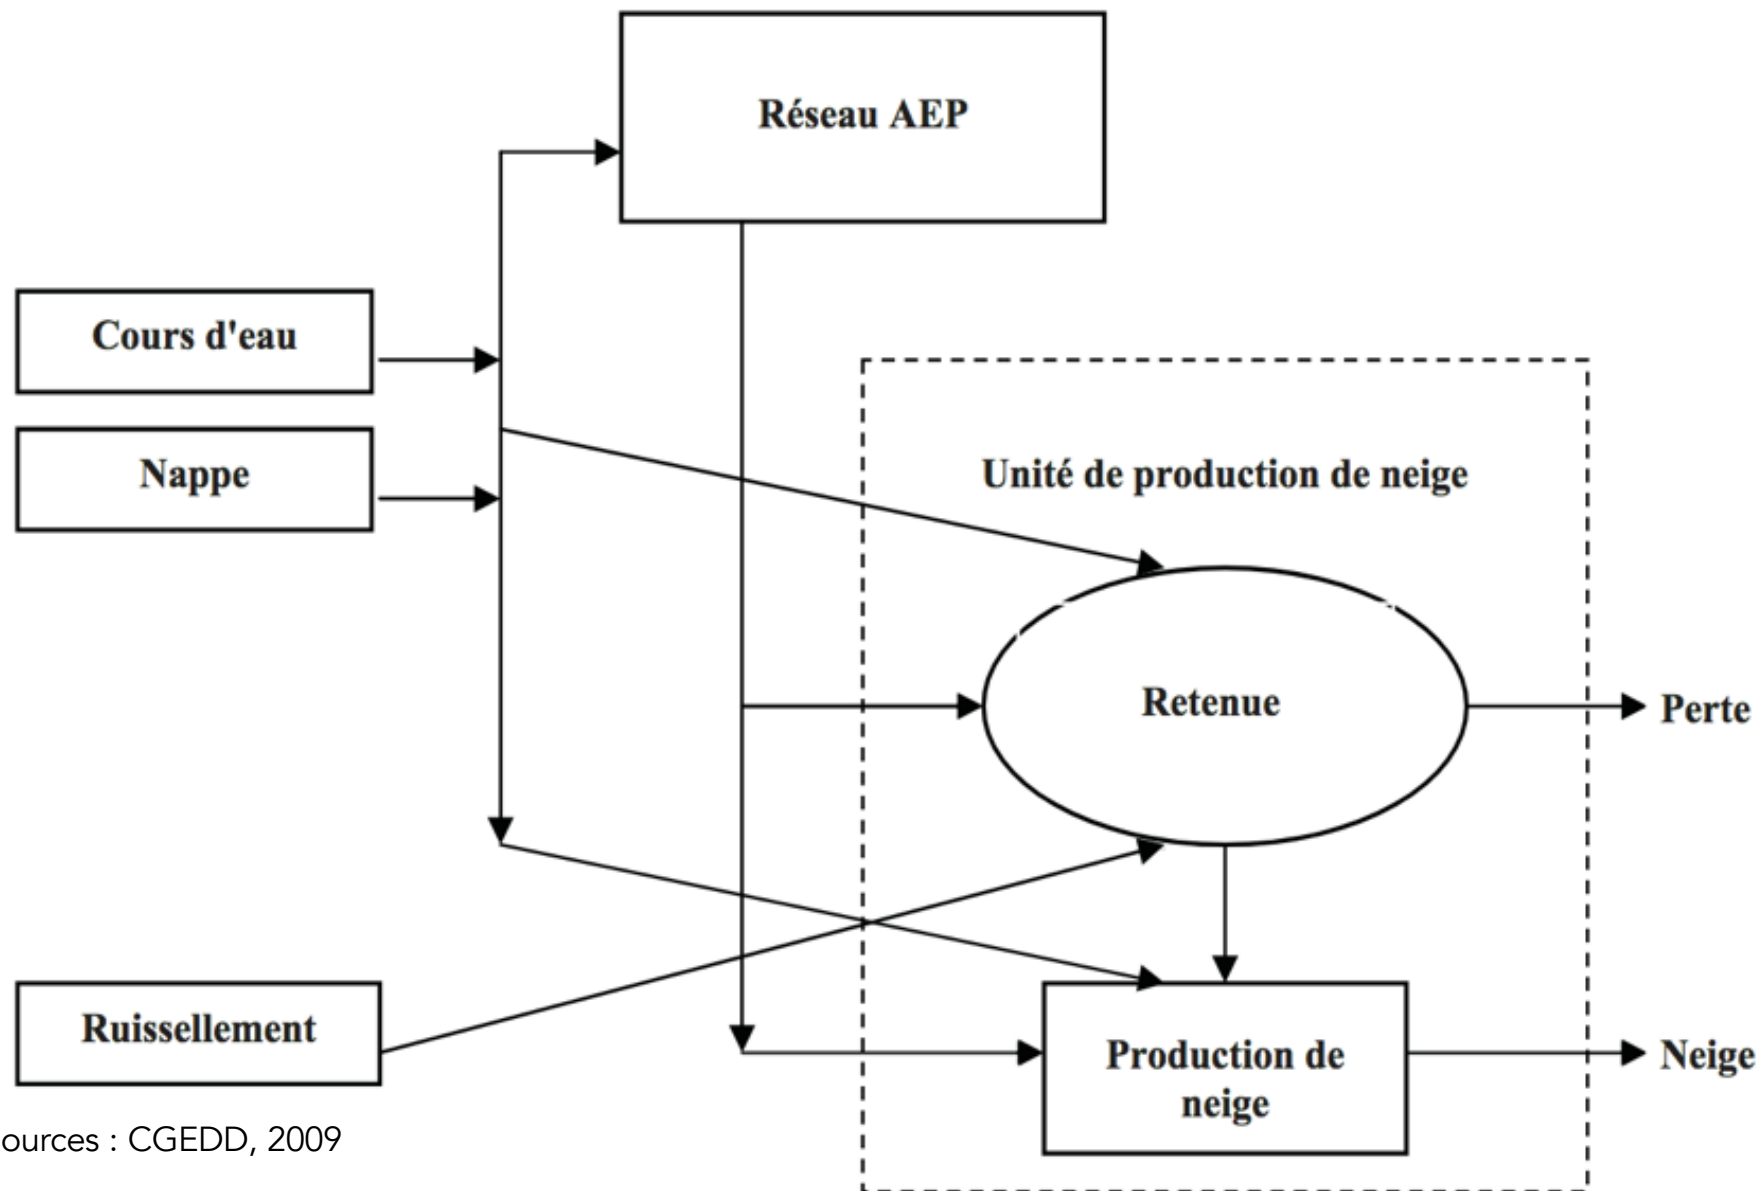 Réseau AEP
Cours d'eau
Nappe
Unité de production de neige
Retenue
Perte
Ruissellement
Production de
neige
Neige
ources : CGEDD, 2009